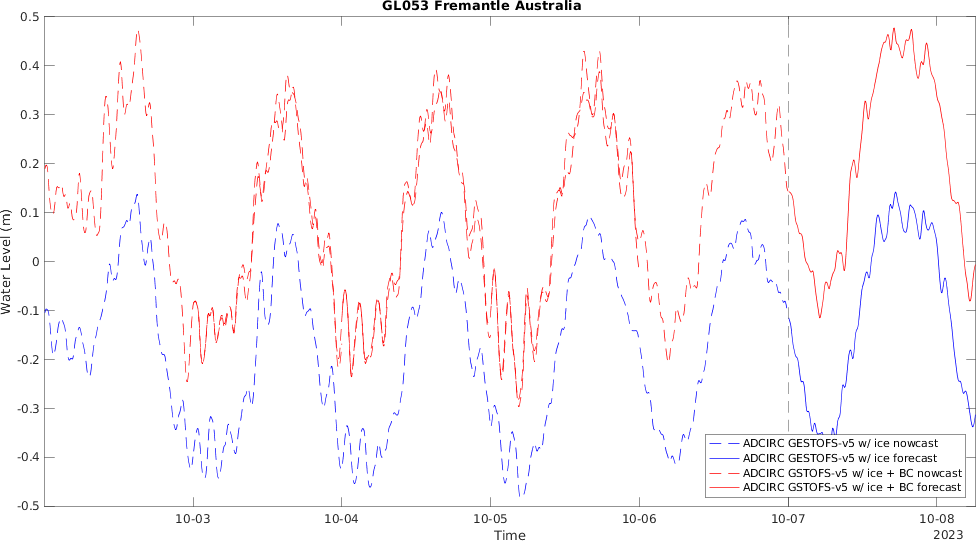 GL053 Fremantle Australia
Water Level (m)
0.5
0.4
0.3
0.2
0.1
0
-0.1
-0.2
-0.3
-0.4
-0.5
ADCIRC GESTOFS-v5 w/ ice nowcast
ADCIRC GESTOFS-v5 w/ ice forecast
ADCIRC GSTOFS-v5 w/ ice + BC nowcast
ADCIRC GSTOFS-v5 w/ ice + BC forecast
10-03 10-04 10-05 10-06 10-07 10-08
Time 2023